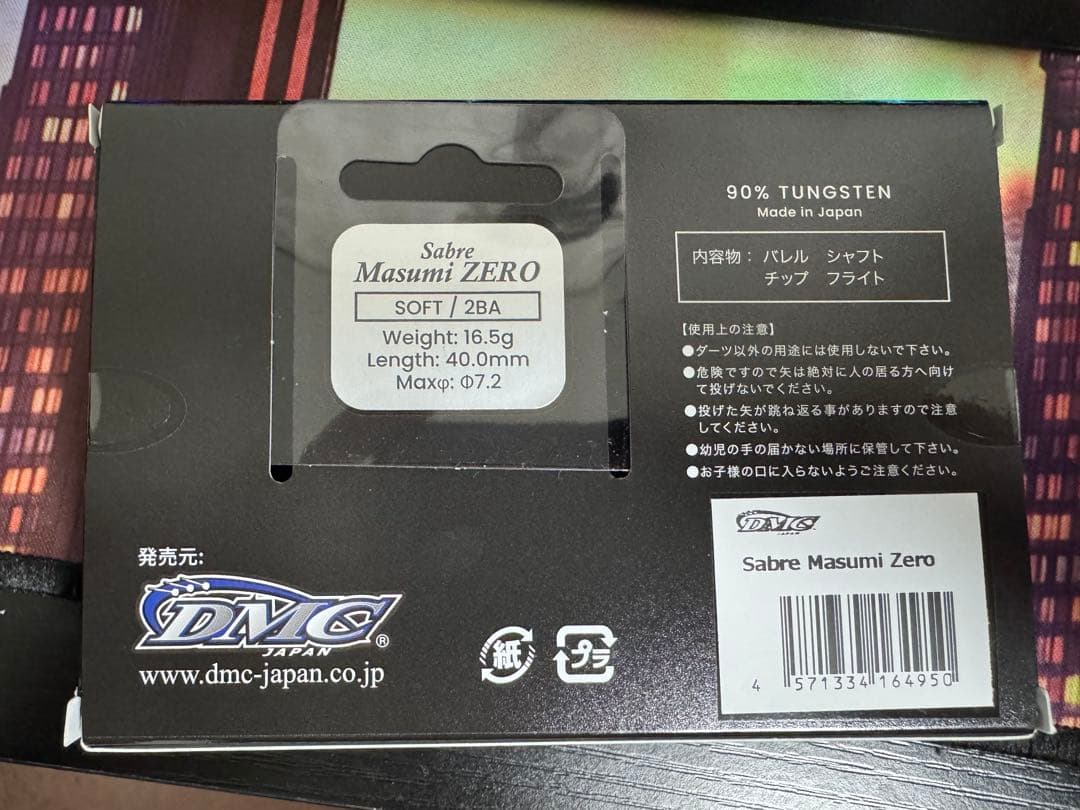 Sabre
Masumi ZERO
SOFT / 2BA
Weight: 16.5g
Length: 40.0mm
Maxφ: Φ7.2
90% TUNGSTEN
Made in Japan
内容物： バレル　シャフト
チップ　フライト
【使用上の注意】
●ダーツ以外の用途には使用しないで下さい。
●危険ですので矢は絶対に人の居る方へ向け
て投げないでください。
●投げた矢が跳ね返る事がありますので注意
してください。
●幼児の手の届かない場所に保管して下さい。
●お子様の口に入らないようご注意ください。
発売元:
DMC®
JAPAN
www.dmc-japan.co.jp
紙
プラ
DMC
JAPAN
Sabre Masumi Zero
4 571334 164950